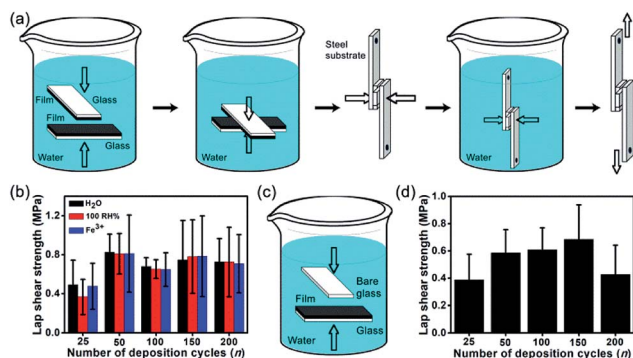 (a)
Film
Glass
Film
Glass
Water
Water
Steel
substrate
Water
(b)
Lap shear strength (MPa)
1.2
0.8
0.4
0.0
H₂O
100 RH%
Fe³⁺
25 50 100 150 200
Number of deposition cycles (n)
(c)
Bare
glass
Film
Glass
Water
(d)
Lap shear strength (MPa)
1.0
0.8
0.6
0.4
0.2
0.0
25 50 100 150 200
Number of deposition cycles (n)